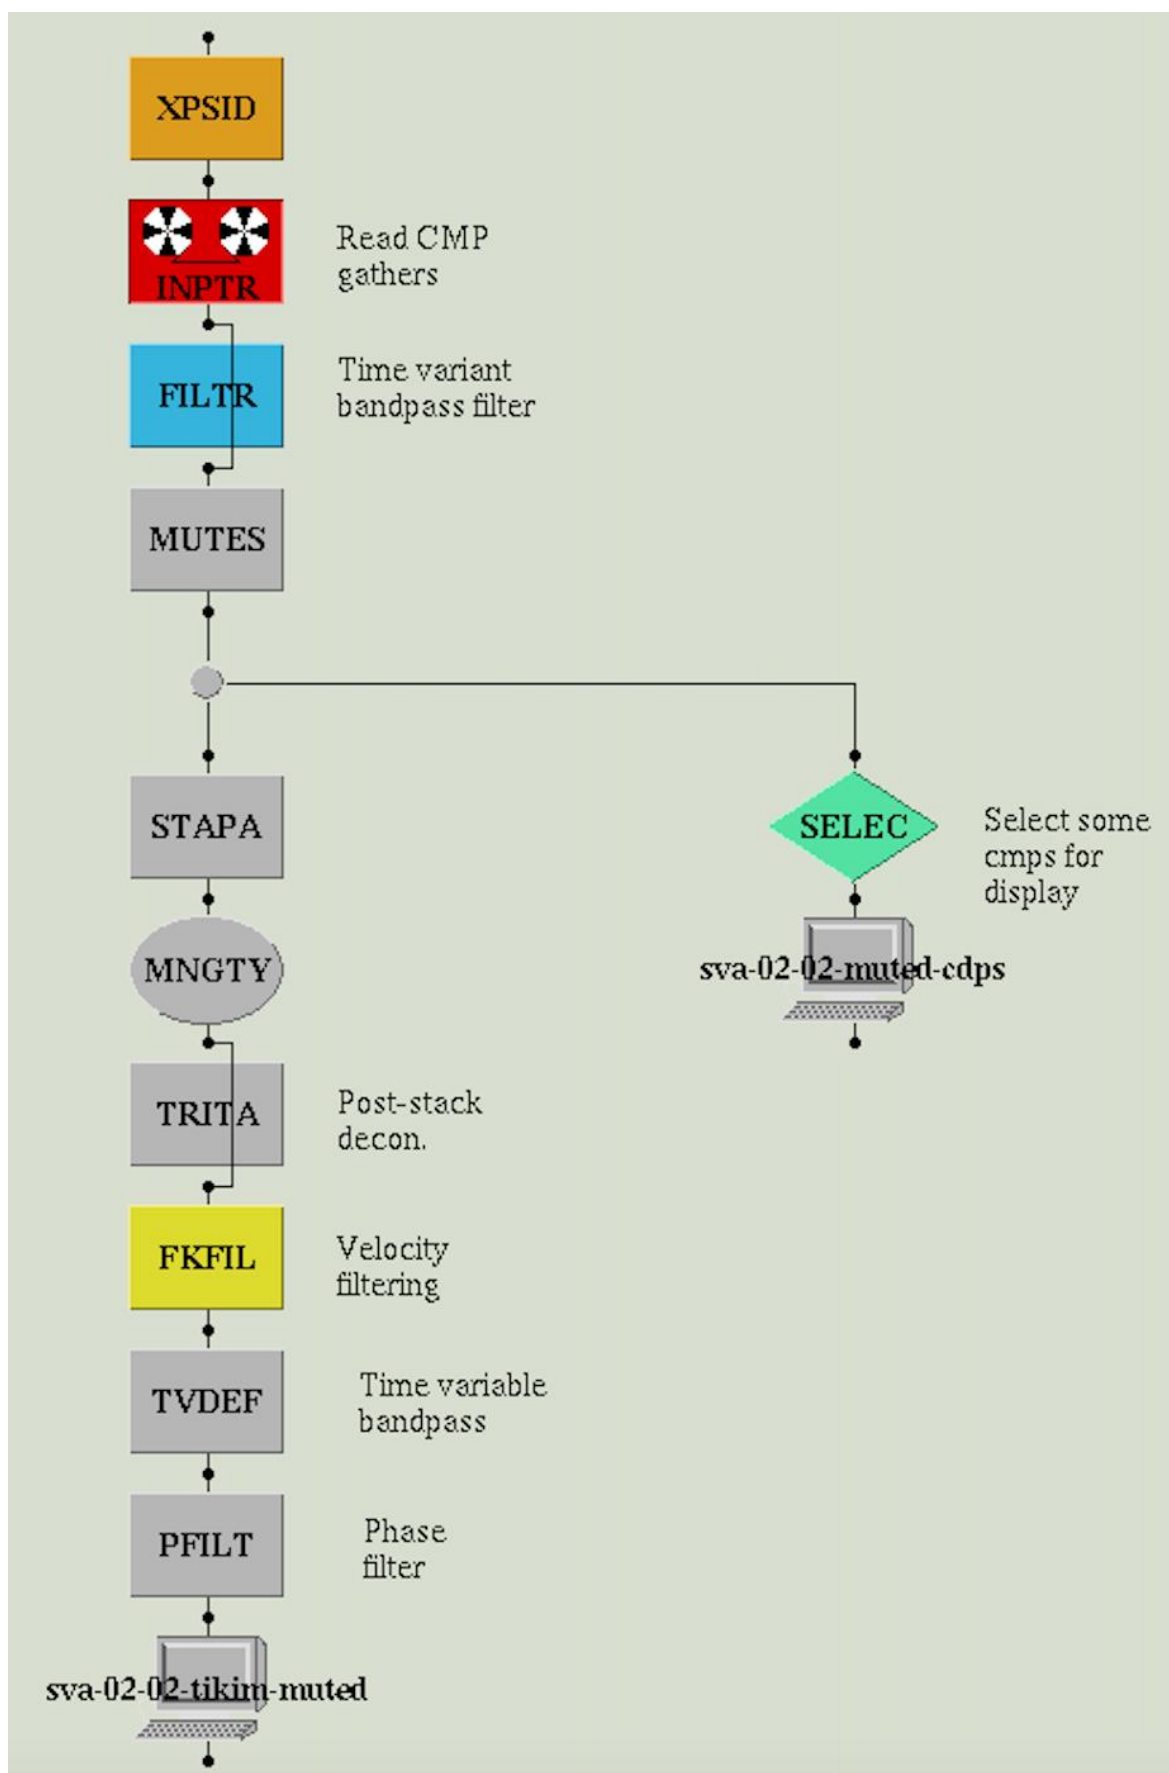 XPSID
INPTR
Read CMP
gathers
FILTR
Time variant
bandpass filter
MUTES
STAPA
SELEC
Select some
cmps for
display
MNGTY
sva-02-02-muted-cdps
TRITA
Post-stack
decon.
FKFIL
Velocity
filtering
TVDEF
Time variable
bandpass
PFILT
Phase
filter
sva-02-02-tikim-muted